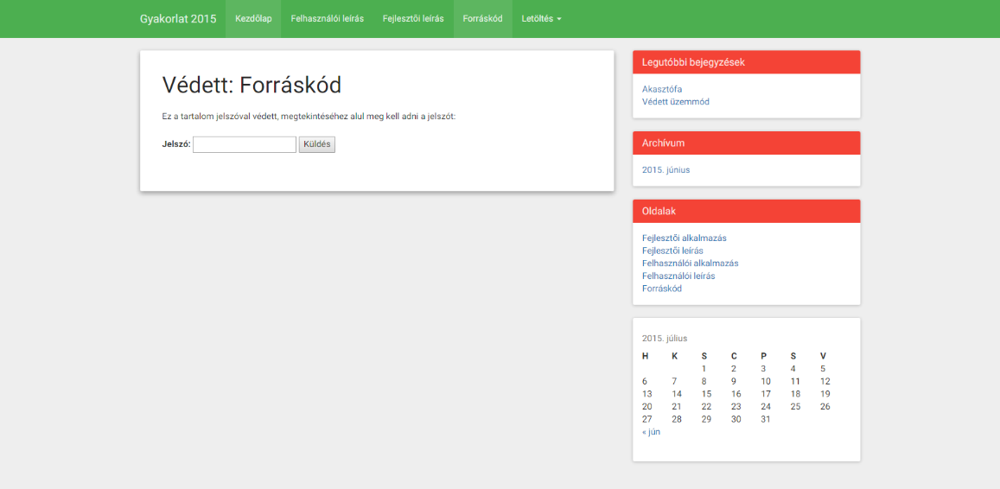 Gyakorlat 2015 Kezdőlap Felhasználói leírás Fejlesztői leírás Forráskód Letöltés
Védett: Forráskód
Ez a tartalom jelszóval védett, megtekintéséhez alul meg kell adni a jelszót:
Jelszó: Küldés
Legutóbbi bejegyzések
Akasztófa
Védett üzemmód
Archívum
2015. június
Oldalak
Fejlesztői alkalmazás
Fejlesztői leírás
Felhasználói alkalmazás
Felhasználói leírás
Forráskód
2015. július
H K S C P S V
1 2 3 4 5
6 7 8 9 10 11 12
13 14 15 16 17 18 19
20 21 22 23 24 25 26
27 28 29 30 31
« jún